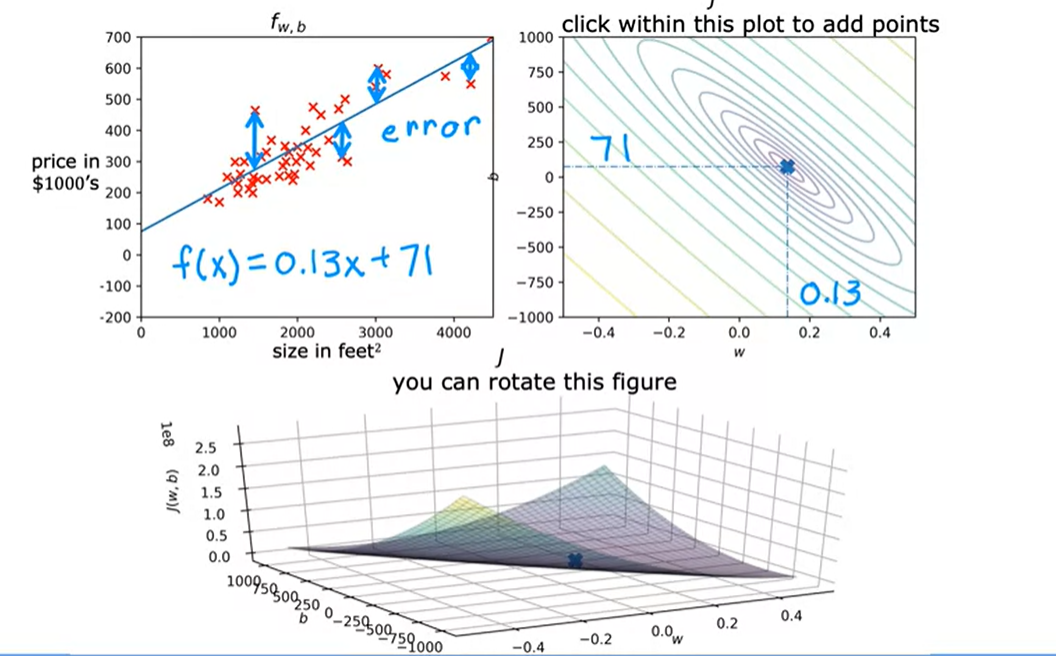 f_{w,b}
700
600
500
400
300
200
100
0
-100
-200
price in
$1000's
0 1000 2000 3000 4000
size in feet²
error
f(x)=0.13x+71
click within this plot to add points
1000
750
500
250
0
−250
−500
−750
−1000
b
71
0.13
−0.4 −0.2 0.0 0.2 0.4
w
J
you can rotate this figure
1e8
J(w,b)
2.5
2.0
1.5
1.0
0.5
0.0
1000 750 500 250 0 −250 −500 −750 −1000
b
−0.4 −0.2 0.0 0.2 0.4
w